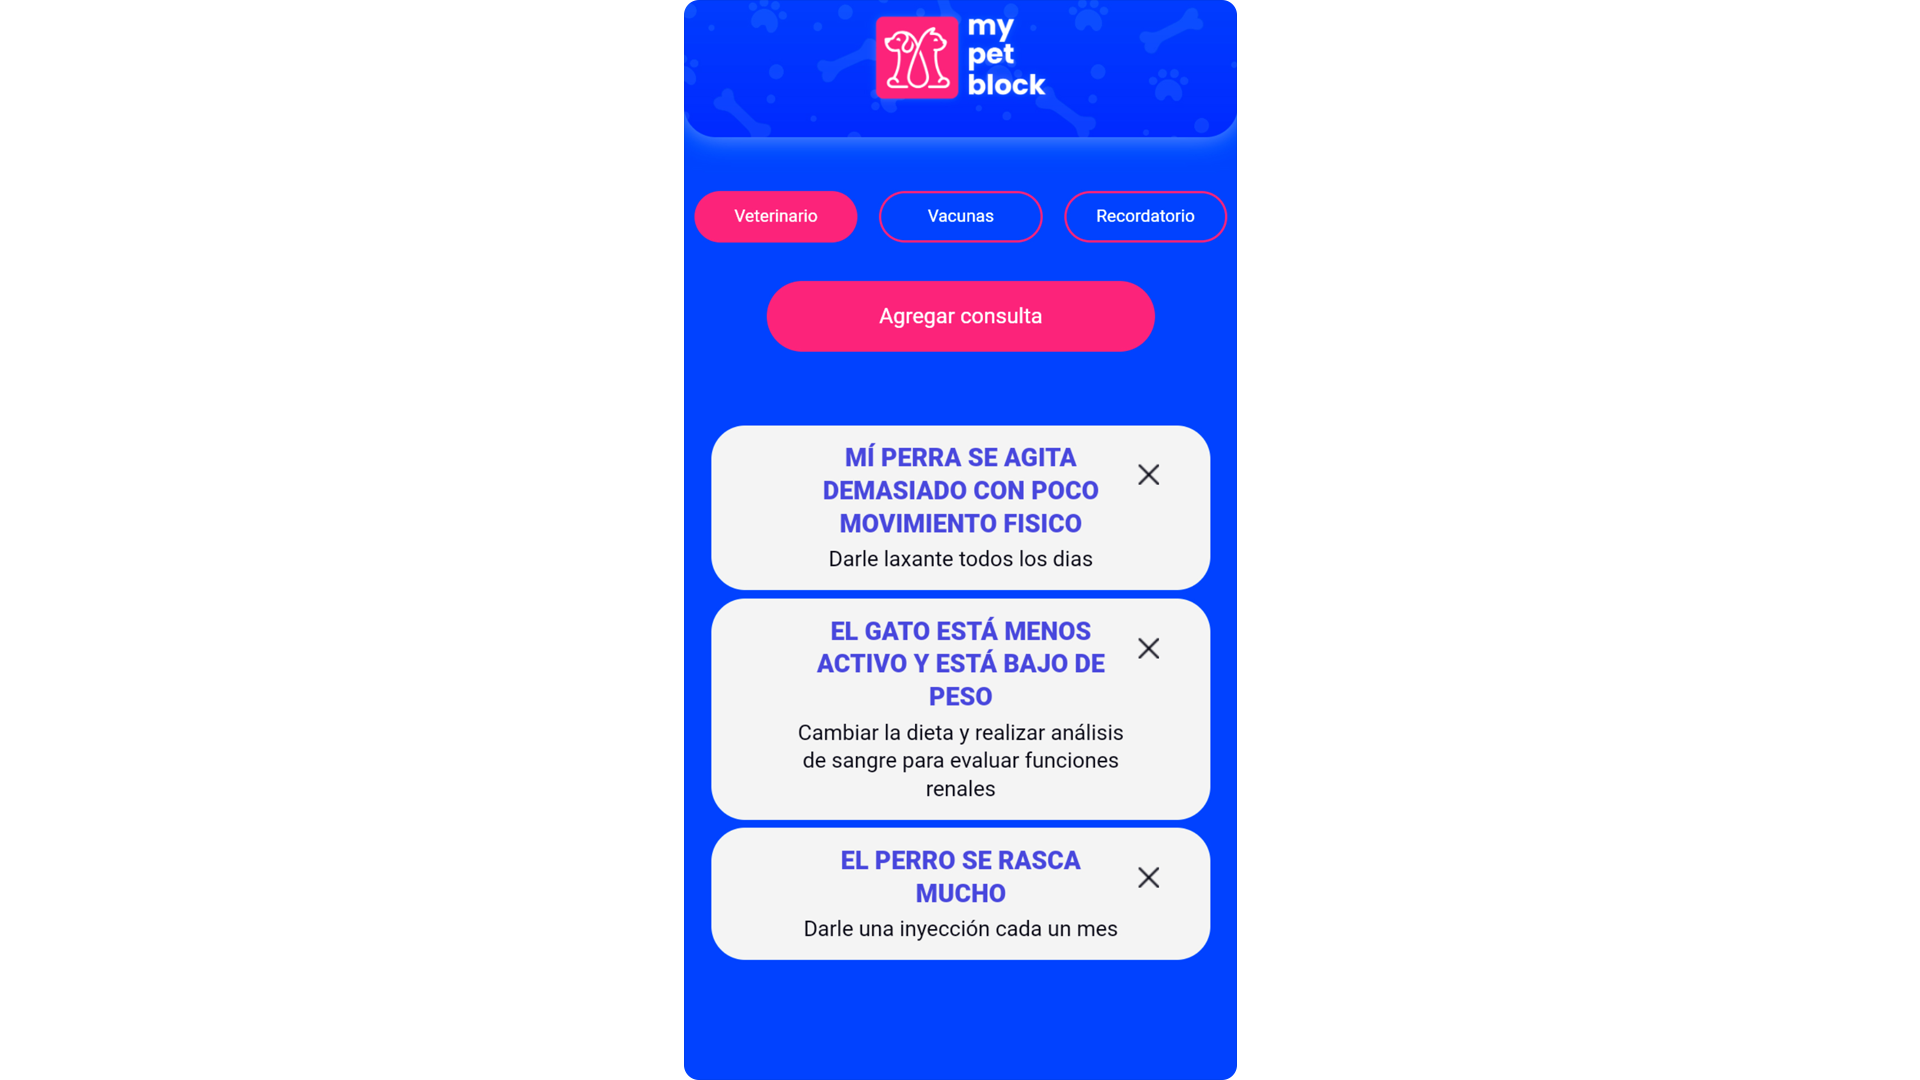 my
pet
block
Veterinario
Vacunas
Recordatorio
Agregar consulta
MÍ PERRA SE AGITA
DEMASIADO CON POCO
MOVIMIENTO FISICO
Darle laxante todos los dias
EL GATO ESTÁ MENOS
ACTIVO Y ESTÁ BAJO DE
PESO
Cambiar la dieta y realizar análisis
de sangre para evaluar funciones
renales
EL PERRO SE RASCA
MUCHO
Darle una inyección cada un mes